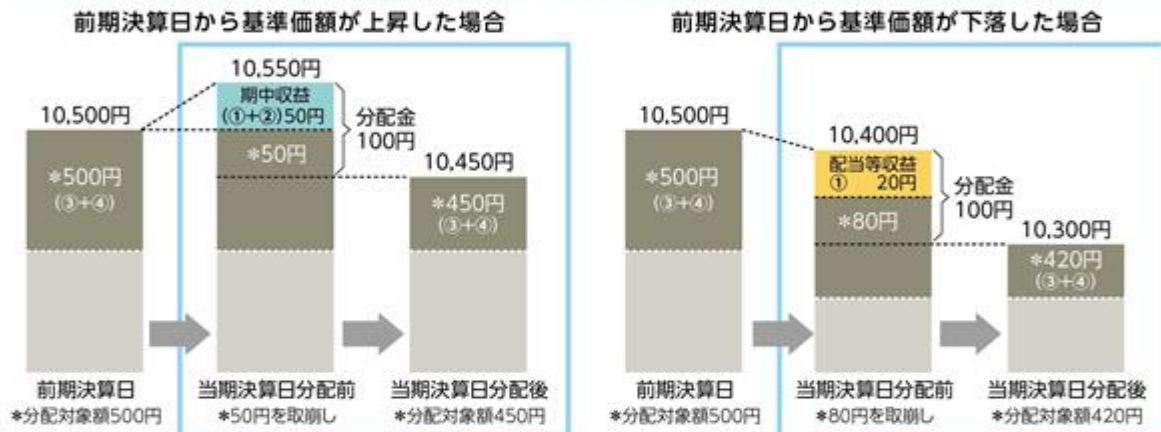 前期決算日から基準価額が上昇した場合
10,500円
*500円
(③+④)
10,550円
期中収益
(①+②)50円
*50円
分配金
100円
10,450円
*450円
(③+④)
前期決算日
*分配対象額500円
当期決算日分配前
*50円を取崩し
当期決算日分配後
*分配対象額450円
前期決算日から基準価額が下落した場合
10,500円
*500円
(③+④)
10,400円
配当等収益
① 20円
*80円
分配金
100円
10,300円
*420円
(③+④)
前期決算日
*分配対象額500円
当期決算日分配前
*80円を取崩し
当期決算日分配後
*分配対象額420円